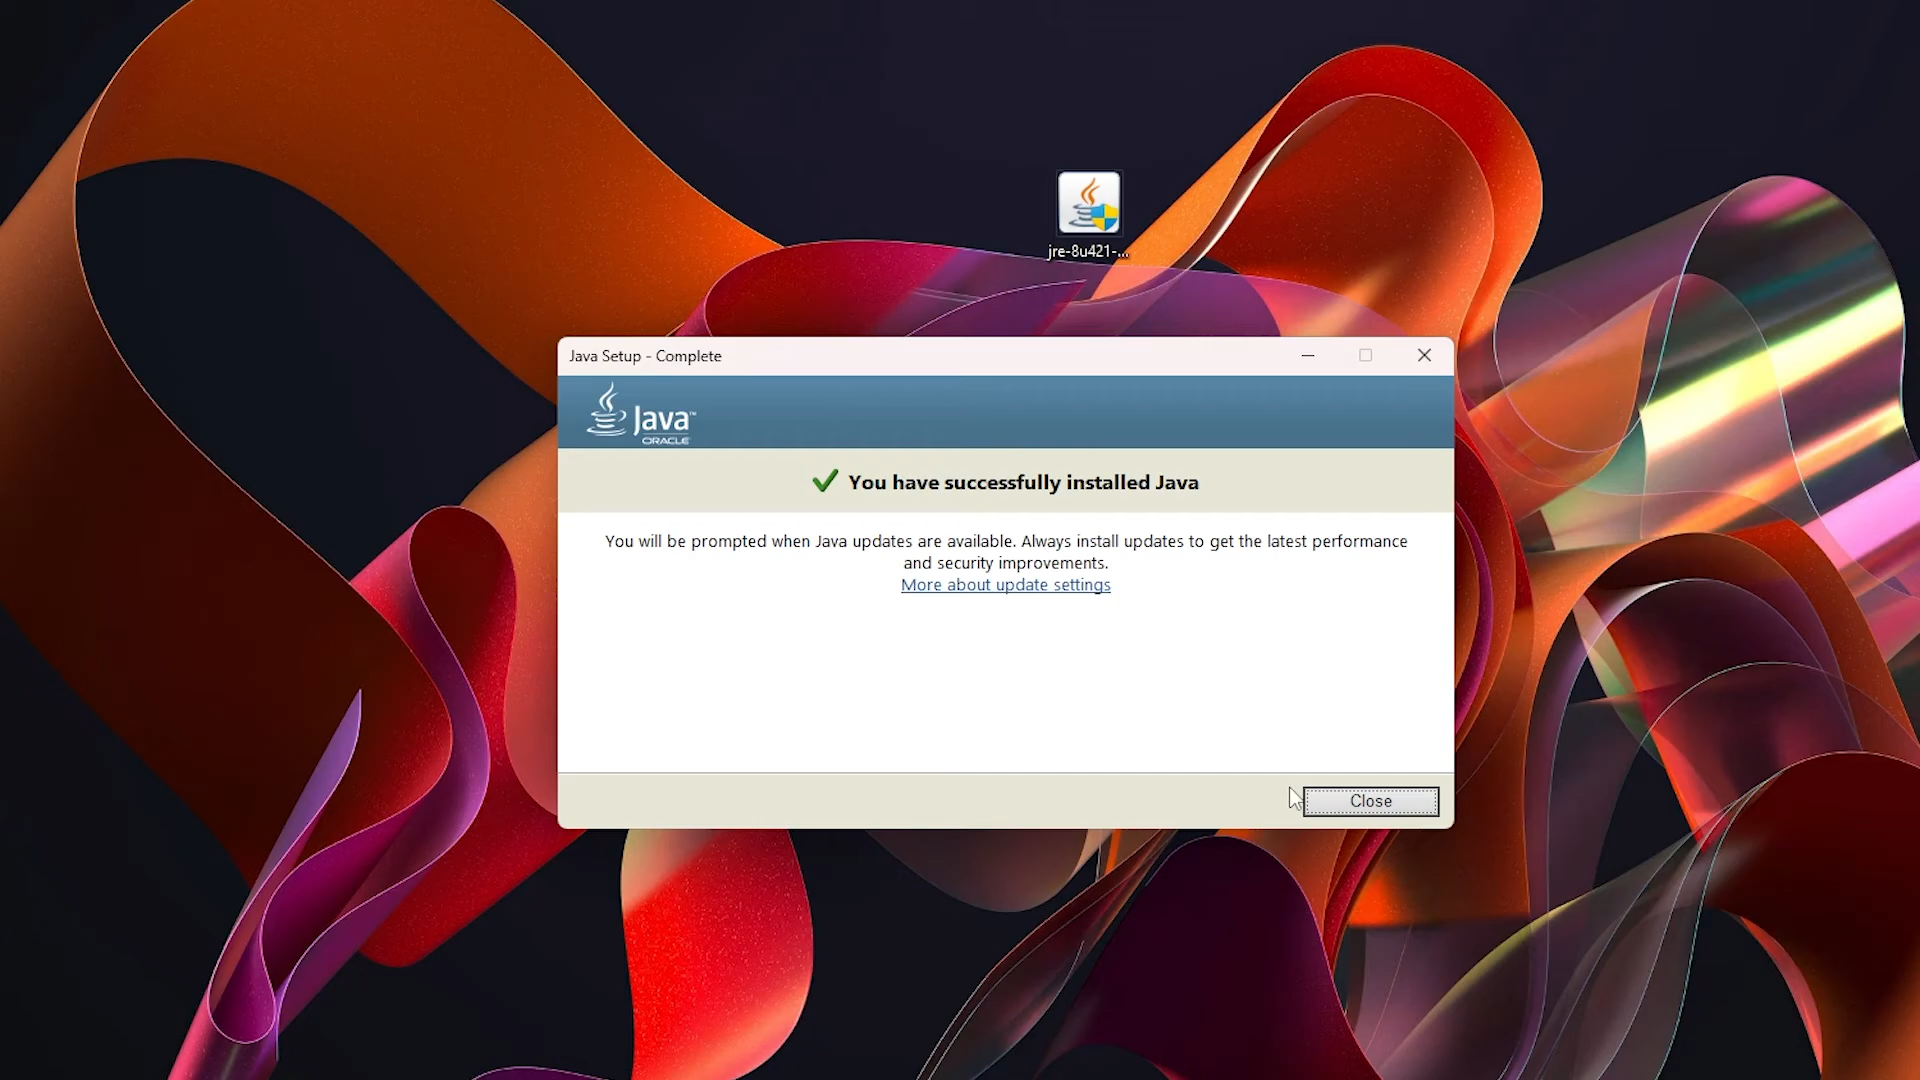 jre-8u421-...
Java Setup - Complete
Java™
ORACLE
You have successfully installed Java
You will be prompted when Java updates are available. Always install updates to get the latest performance
and security improvements.
More about update settings
Close